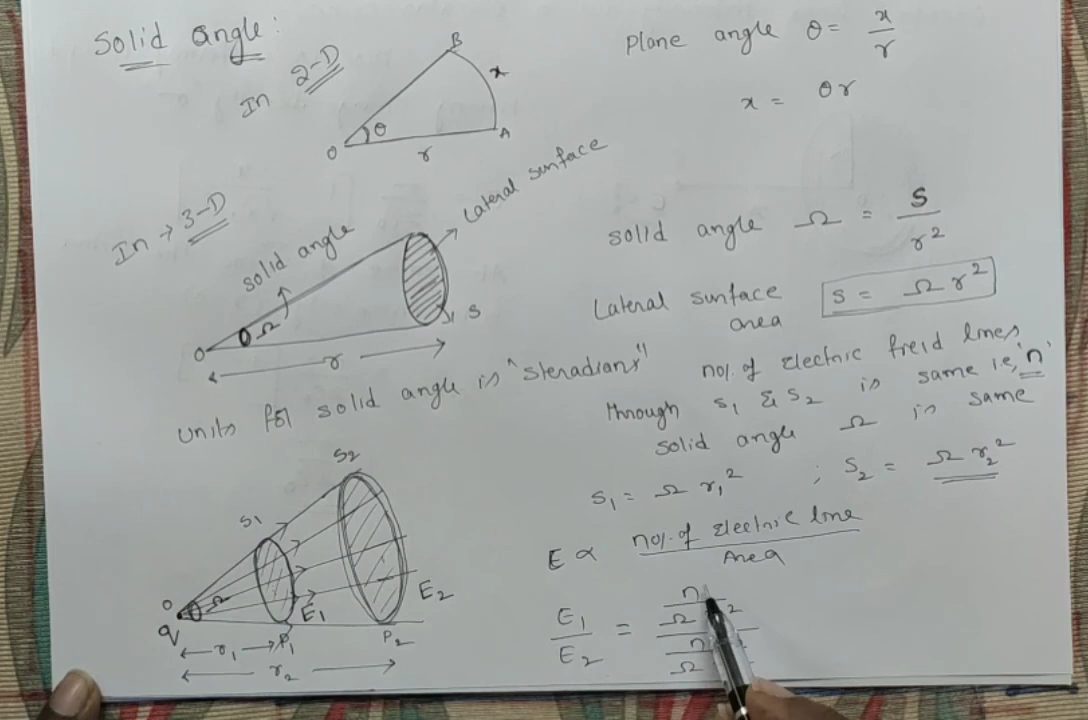 Solid angle:
In 2-D
B
x
θ
O
r
A
Plane angle θ = x/r
x = θr
In → 3-D
solid angle
Lateral surface
Ω
O
S
r
solid angle Ω = S/r²
Lateral surface area
S = Ωr²
units for solid angle is "steradians"
no. of Electric field lines
through S₁ & S₂ is same i.e, 'n'
solid angle Ω is same
S₁ = Ω r₁² ; S₂ = Ω r₂²
S₂
S₁
O
q
Ω
E₁
E₂
r₁
P₁
P₂
r₂
E ∝ no. of Electric line / Area
E₁/E₂ =
n
Ω
2
n
Ω